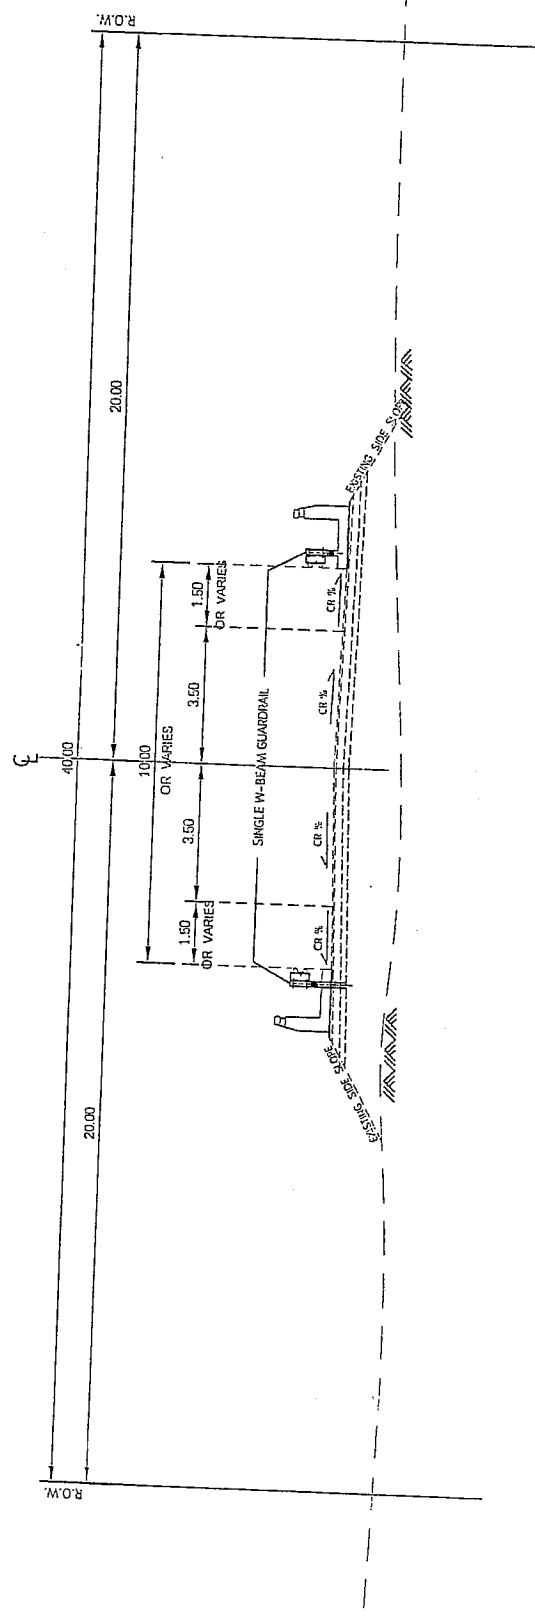 R.O.W.
R.O.W.
℄
40.00
20.00
20.00
10.00
OR VARIES
1.50
OR VARIES
3.50
3.50
1.50
OR VARIES
SINGLE W-BEAM GUARDRAIL
CR %
CR %
CR %
CR %
EXISTING SIDE SLOPE
EXISTING SIDE SLOPE